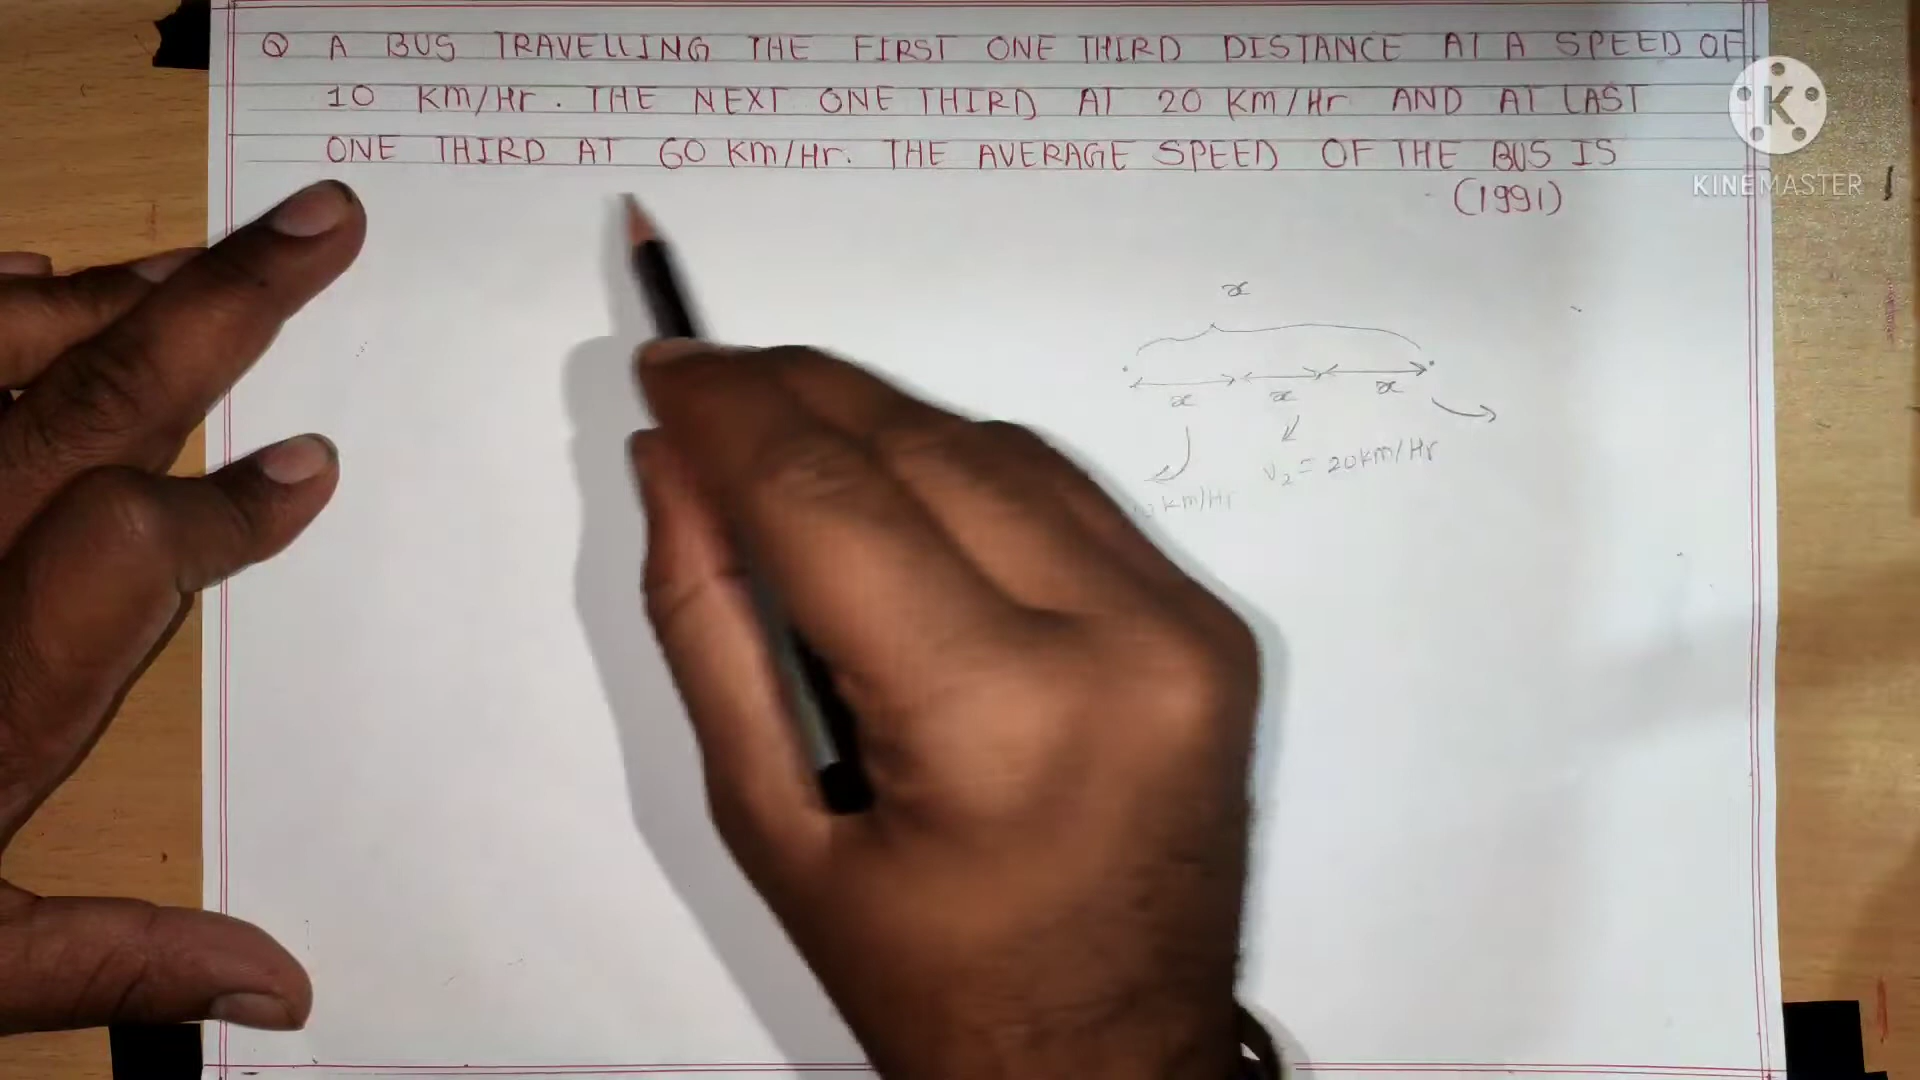 Q A BUS TRAVELLING THE FIRST ONE THIRD DISTANCE AT A SPEED OF
10 KM/Hr. THE NEXT ONE THIRD AT 20 KM/Hr AND AT LAST
ONE THIRD AT 60 KM/Hr. THE AVERAGE SPEED OF THE BUS IS
(1991)
KINEMASTER
x
x x x
V2 = 20KM/Hr
KM/Hr